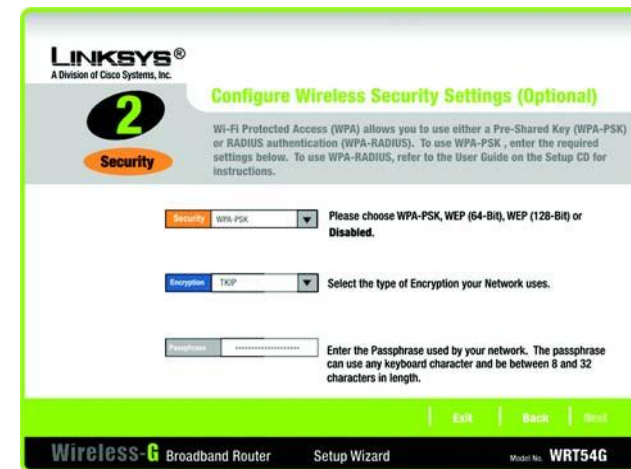 LINKSYS®
A Division of Cisco Systems, Inc.
2
Security
Configure Wireless Security Settings (Optional)
Wi-Fi Protected Access (WPA) allows you to use either a Pre-Shared Key (WPA-PSK)
or RADIUS authentication (WPA-RADIUS). To use WPA-PSK , enter the required
settings below. To use WPA-RADIUS, refer to the User Guide on the Setup CD for
instructions.
Security WPA-PSK
Please choose WPA-PSK, WEP (64-Bit), WEP (128-Bit) or
Disabled.
Encryption TKIP
Select the type of Encryption your Network uses.
Passphrase
Enter the Passphrase used by your network. The passphrase
can use any keyboard character and be between 8 and 32
characters in length.
Exit Back Next
Wireless-G Broadband Router Setup Wizard Model No. WRT54G